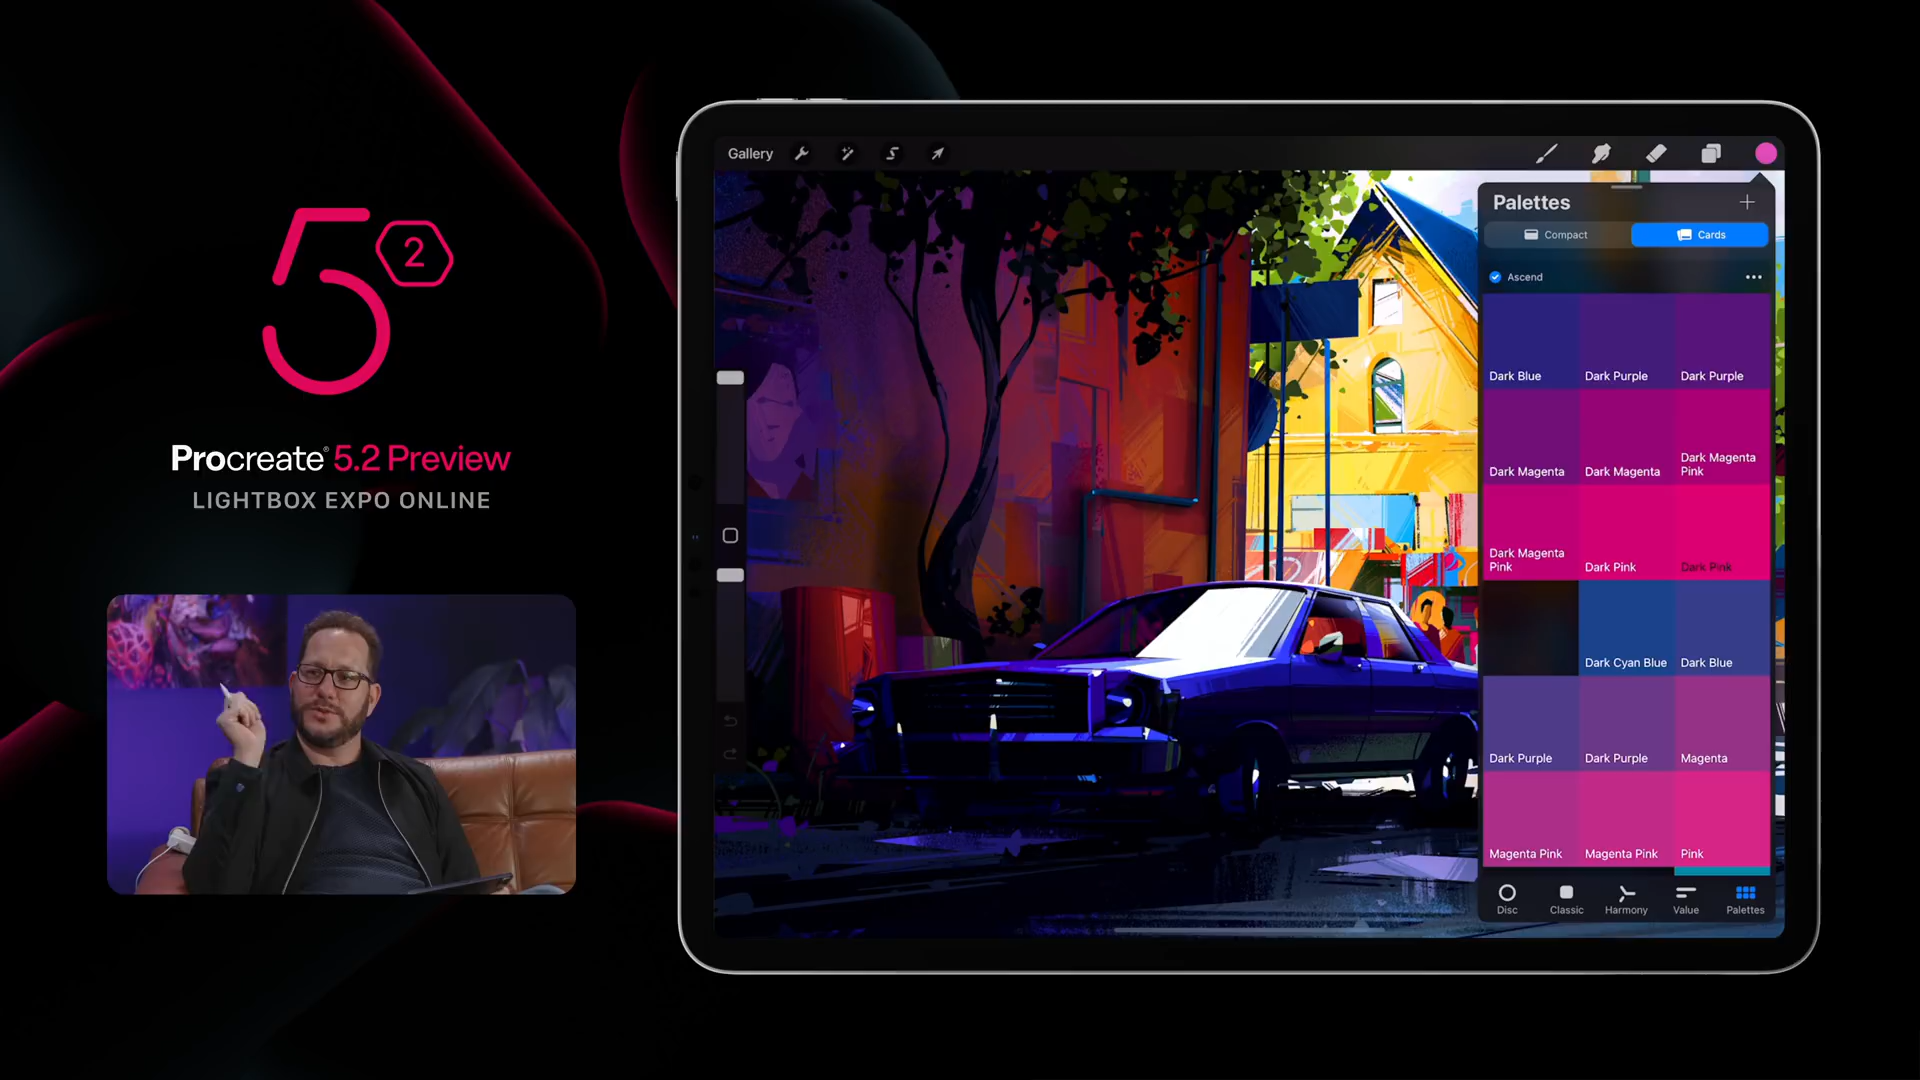 5 2
Procreate® 5.2 Preview
LIGHTBOX EXPO ONLINE
Gallery
Palettes
Compact
Cards
Ascend
Dark Blue
Dark Purple
Dark Purple
Dark Magenta
Dark Magenta
Dark Magenta
Pink
Dark Magenta
Pink
Dark Pink
Dark Pink
Dark Cyan Blue
Dark Blue
Dark Purple
Dark Purple
Magenta
Magenta Pink
Magenta Pink
Pink
Disc
Classic
Harmony
Value
Palettes